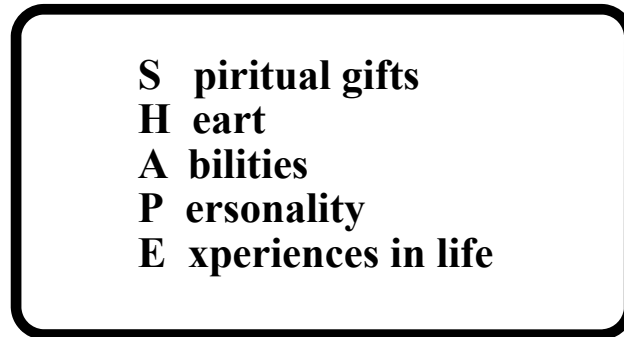 S piritual gifts
H eart
A bilities
P ersonality
E xperiences in life